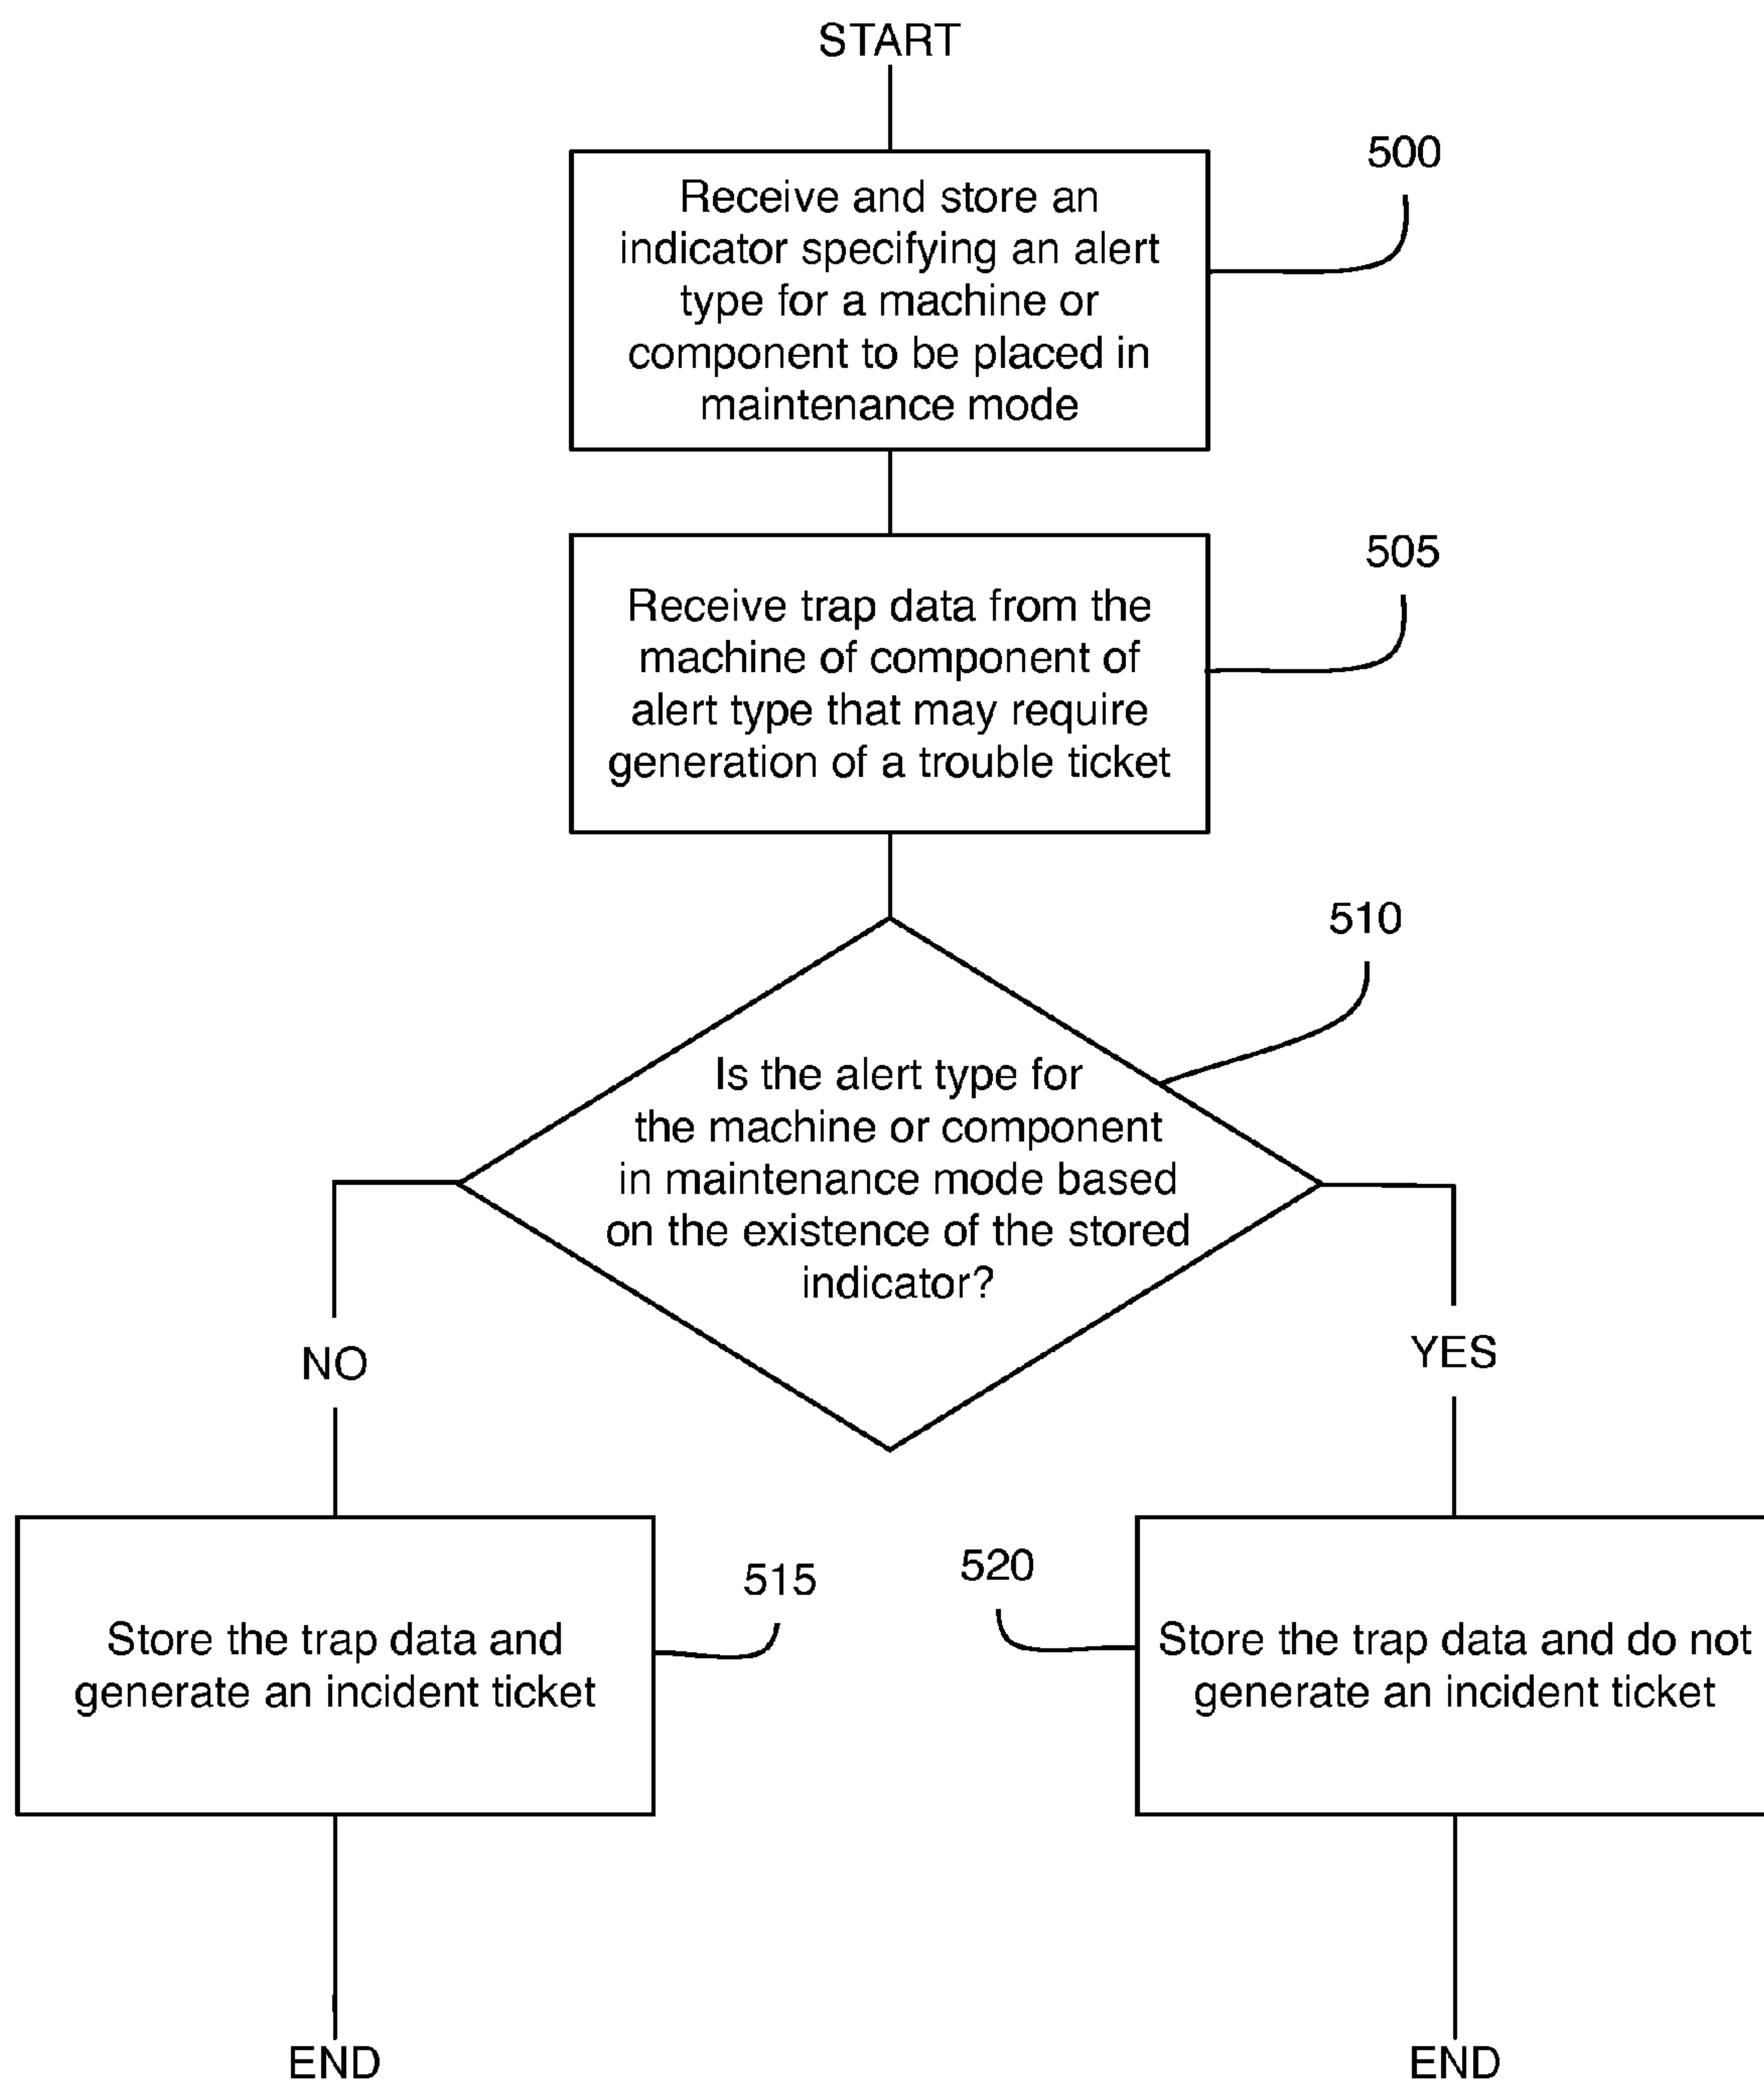 START
500
Receive and store an
indicator specifying an alert
type for a machine or
component to be placed in
maintenance mode
505
Receive trap data from the
machine of component of
alert type that may require
generation of a trouble ticket
510
Is the alert type for
the machine or component
in maintenance mode based
on the existence of the stored
indicator?
NO
YES
515
520
Store the trap data and
generate an incident ticket
Store the trap data and do not
generate an incident ticket
END
END